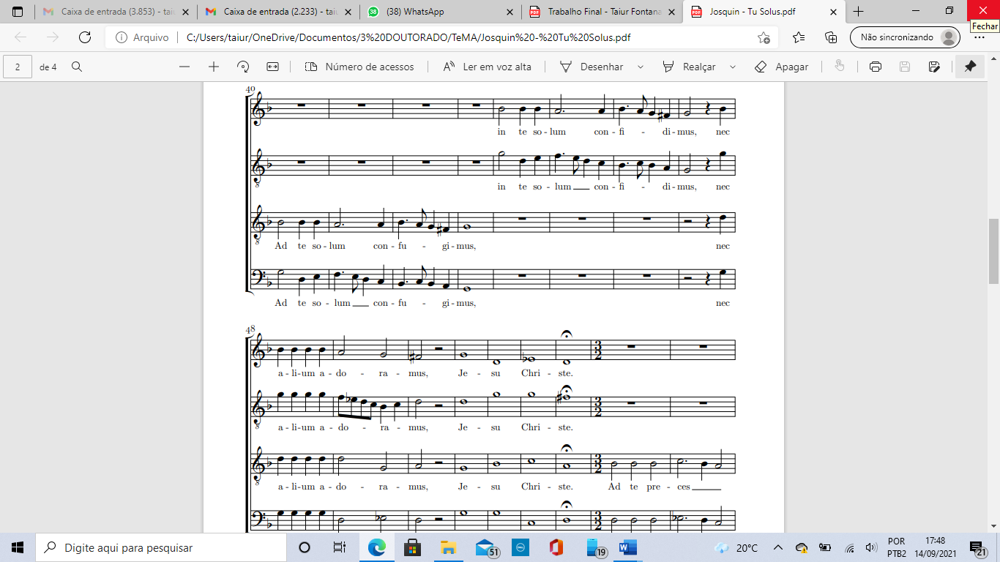 Caixa de entrada (3.853) - taiu
Caixa de entrada (2.233) - taiu
(38) WhatsApp
Trabalho Final - Taiur Fontana
Josquin - Tu Solus.pdf
Fechar
Arquivo
C:/Users/taiur/OneDrive/Documentos/3%20DOUTORADO/TeMA/Josquin%20-%20Tu%20Solus.pdf
Não sincronizando
2 de 4
Número de acessos
Ler em voz alta
Desenhar
Realçar
Apagar
40
in te so - lum con - fi - di - mus, nec
in te so - lum con - fi - di - mus, nec
Ad te so - lum con - fu - gi - mus, nec
Ad te so - lum con - fu - gi - mus, nec
48
a - li - um a - do - ra - mus, Je - su Chri - ste.
a - li - um a - do - ra - mus, Je - su Chri - ste.
a - li - um a - do - ra - mus, Je - su Chri - ste. Ad te pre - ces
Digite aqui para pesquisar
51
19
20°C
POR
PTB2
17:48
14/09/2021
21